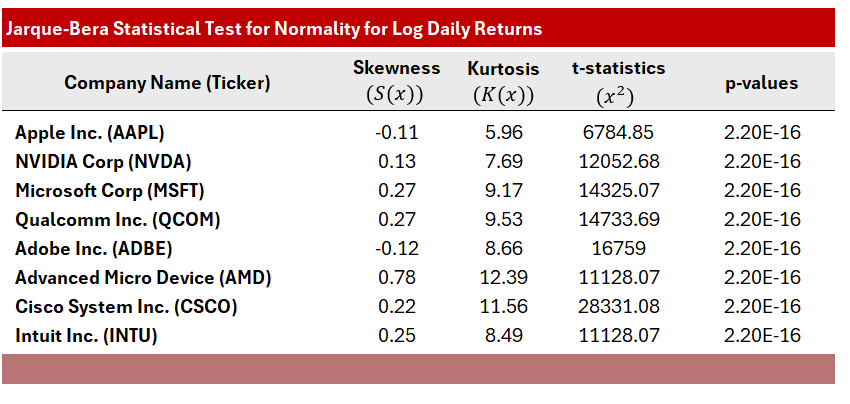 Jarque-Bera Statistical Test for Normality for Log Daily Returns
Company Name (Ticker) Skewness (S(x)) Kurtosis (K(x)) t-statistics (x²) p-values
Apple Inc. (AAPL) -0.11 5.96 6784.85 2.20E-16
NVIDIA Corp (NVDA) 0.13 7.69 12052.68 2.20E-16
Microsoft Corp (MSFT) 0.27 9.17 14325.07 2.20E-16
Qualcomm Inc. (QCOM) 0.27 9.53 14733.69 2.20E-16
Adobe Inc. (ADBE) -0.12 8.66 16759 2.20E-16
Advanced Micro Device (AMD) 0.78 12.39 11128.07 2.20E-16
Cisco System Inc. (CSCO) 0.22 11.56 28331.08 2.20E-16
Intuit Inc. (INTU) 0.25 8.49 11128.07 2.20E-16